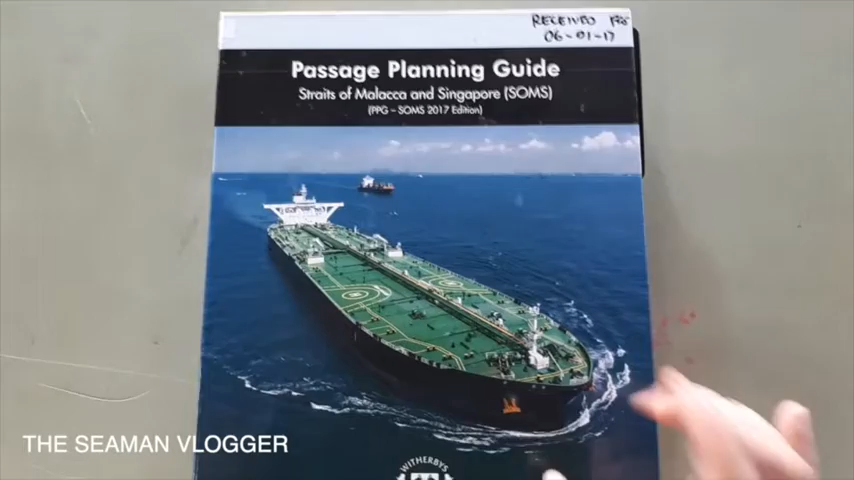 RECEIVED
06-01-17
Passage Planning Guide
Straits of Malacca and Singapore (SOMS)
(PPG – SOMS 2017 Edition)
THE SEAMAN VLOGGER
WITHERBYS